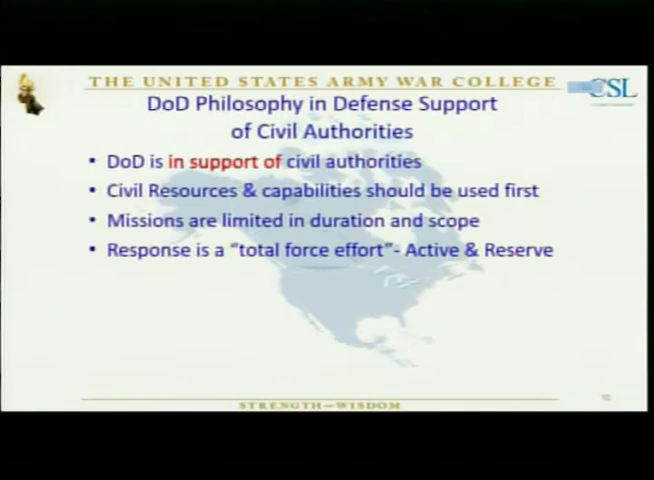 THE UNITED STATES ARMY WAR COLLEGE
CSL
DoD Philosophy in Defense Support
of Civil Authorities
• DoD is in support of civil authorities
• Civil Resources & capabilities should be used first
• Missions are limited in duration and scope
• Response is a "total force effort"- Active & Reserve
STRENGTH—WISDOM
10